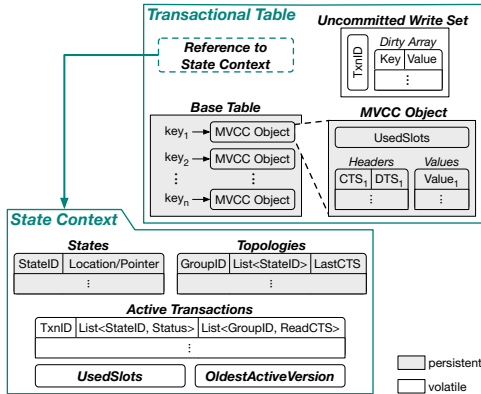 Transactional Table
Uncommitted Write Set
Reference to
State Context
TxnID
Dirty Array
Key Value
⋮
Base Table
key1 MVCC Object
key2 MVCC Object
⋮ ⋮
keyn MVCC Object
MVCC Object
UsedSlots
Headers Values
CTS1 DTS1 Value1
⋮ ⋮
State Context
States
StateID Location/Pointer
⋮
Topologies
GroupID List<StateID> LastCTS
⋮
Active Transactions
TxnID List<StateID, Status> List<GroupID, ReadCTS>
⋮
UsedSlots OldestActiveVersion
persistent
volatile